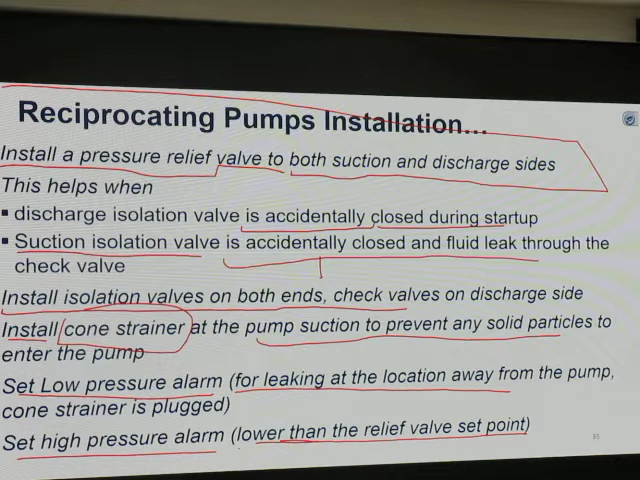 Reciprocating Pumps Installation...
Install a pressure relief valve to both suction and discharge sides
This helps when
▪ discharge isolation valve is accidentally closed during startup
▪ Suction isolation valve is accidentally closed and fluid leak through the
check valve
Install isolation valves on both ends, check valves on discharge side
Install cone strainer at the pump suction to prevent any solid particles to
enter the pump
Set Low pressure alarm (for leaking at the location away from the pump,
cone strainer is plugged)
Set high pressure alarm (lower than the relief valve set point)
35